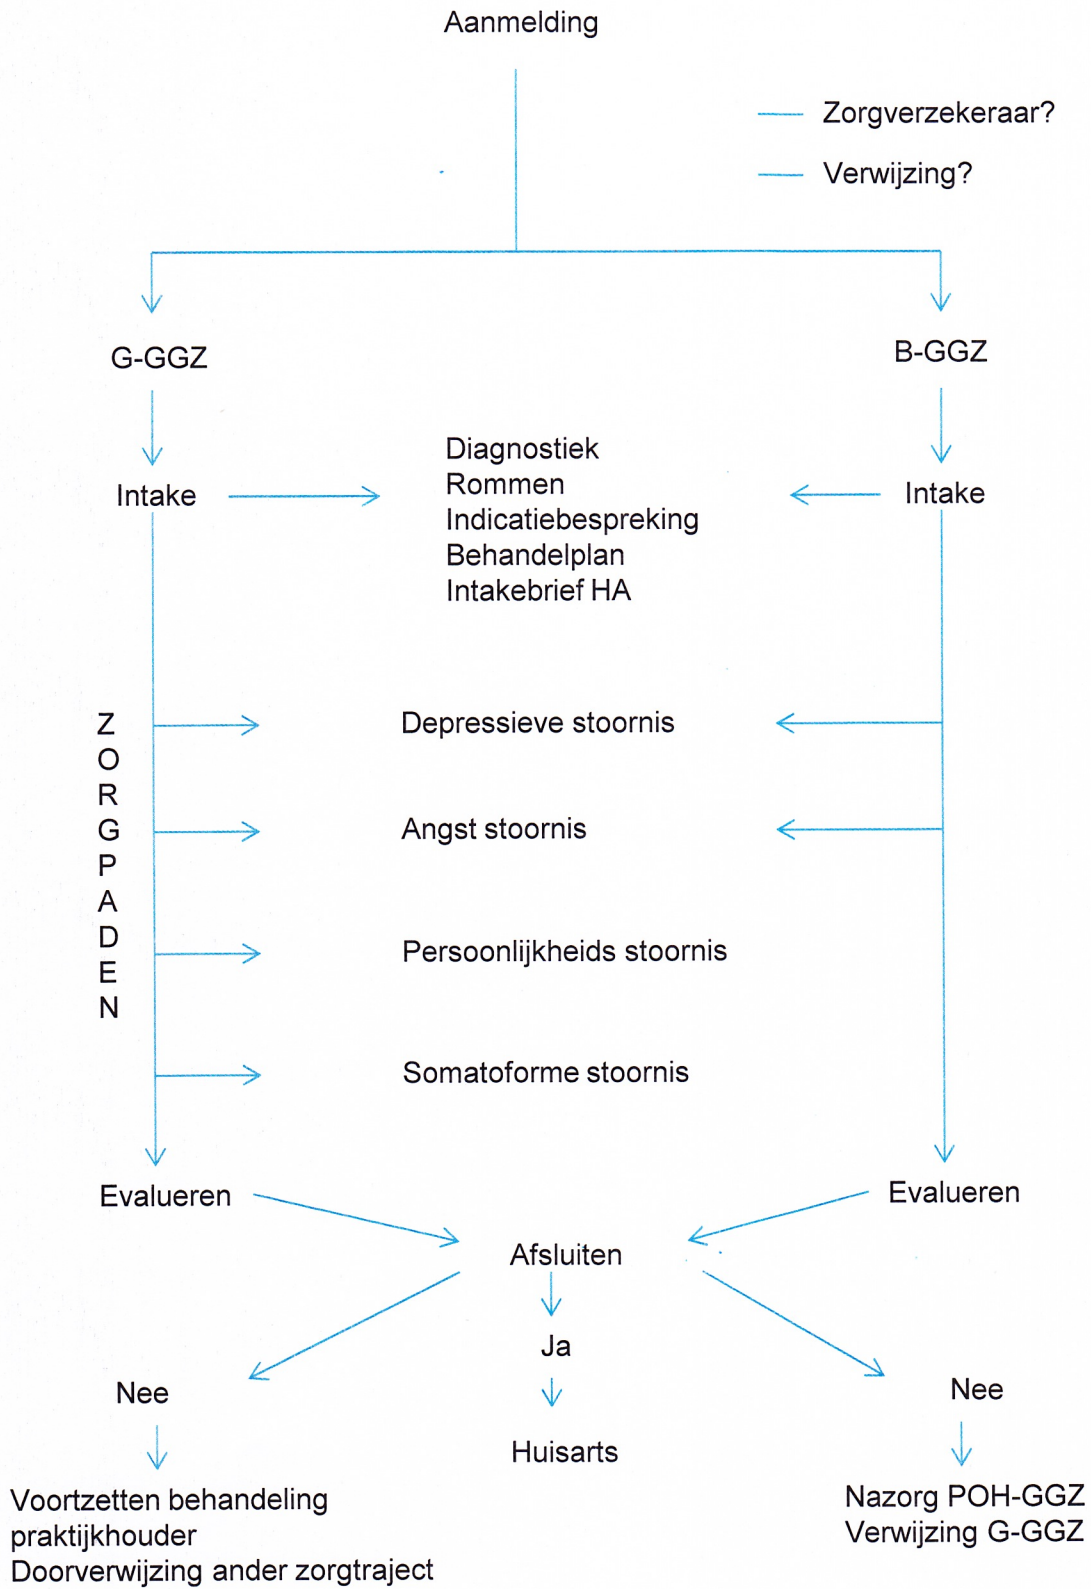 Aanmelding
Zorgverzekeraar?
Verwijzing?
G-GGZ
B-GGZ
Intake
Diagnostiek
Rommen
Indicatiebespreking
Behandelplan
Intakebrief HA
Intake
Z
O
R
G
P
A
D
E
N
Depressieve stoornis
Angst stoornis
Persoonlijkheids stoornis
Somatoforme stoornis
Evalueren
Evalueren
Afsluiten
Ja
Huisarts
Nee
Voortzetten behandeling
praktijkhouder
Doorverwijzing ander zorgtraject
Nee
Nazorg POH-GGZ
Verwijzing G-GGZ